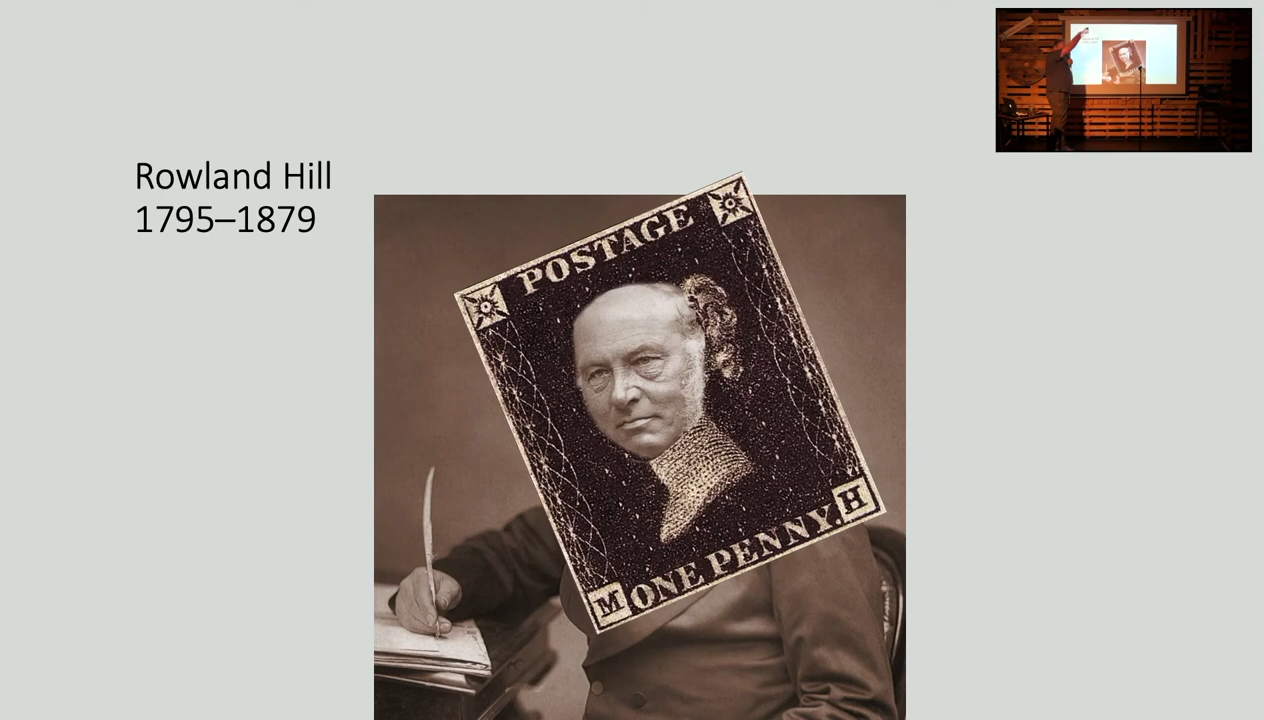 Rowland Hill
1795–1879
POSTAGE
M ONE PENNY. H